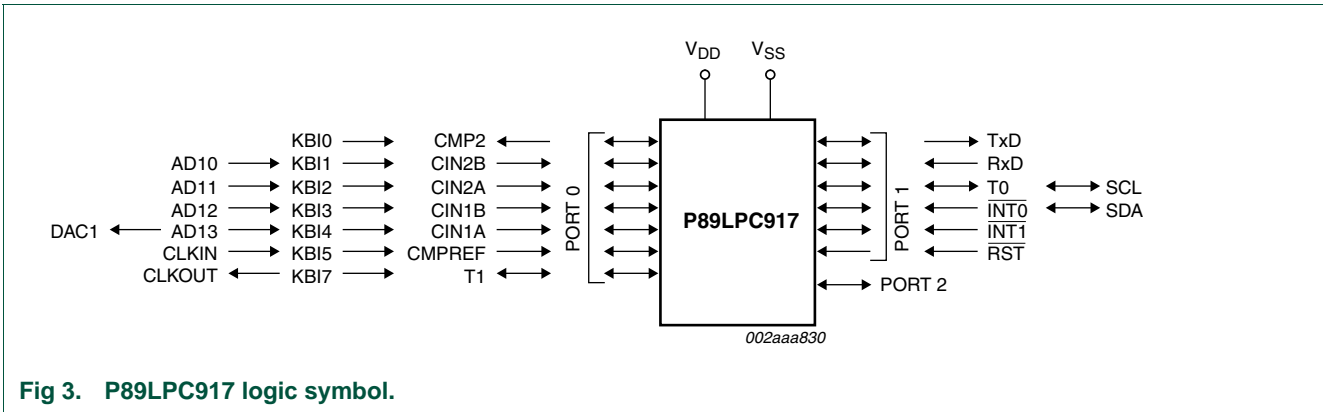 VDD VSS
KBI0 CMP2 TxD
AD10 KBI1 CIN2B RxD
AD11 KBI2 CIN2A T0 SCL
AD12 KBI3 CIN1B INT0 SDA
DAC1 AD13 KBI4 CIN1A INT1
CLKIN KBI5 CMPREF RST
CLKOUT KBI7 T1
PORT 0
P89LPC917
PORT 1
PORT 2
002aaa830
Fig 3. P89LPC917 logic symbol.